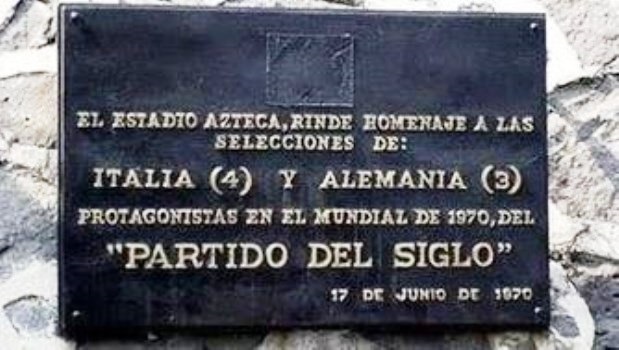 EL ESTADIO AZTECA, RINDE HOMENAJE A LAS
SELECCIONES DE:
ITALIA (4) Y ALEMANIA (3)
PROTAGONISTAS EN EL MUNDIAL DE 1970, DEL
"PARTIDO DEL SIGLO"
17 DE JUNIO DE 1970